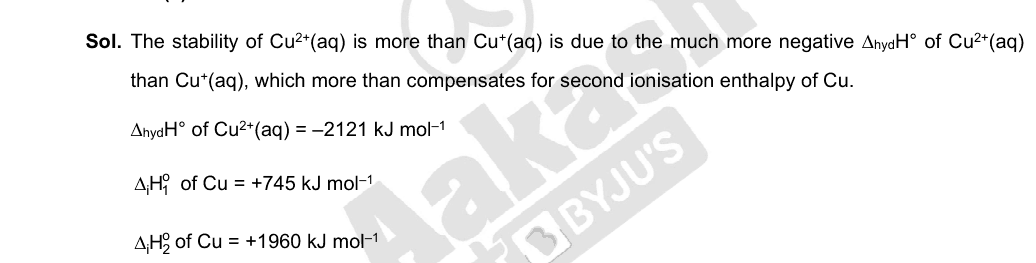 Sol. The stability of Cu²⁺(aq) is more than Cu⁺(aq) is due to the much more negative ΔhydH° of Cu²⁺(aq)
than Cu⁺(aq), which more than compensates for second ionisation enthalpy of Cu.
ΔhydH° of Cu²⁺(aq) = –2121 kJ mol⁻¹
ΔᵢH₁° of Cu = +745 kJ mol⁻¹
ΔᵢH₂° of Cu = +1960 kJ mol⁻¹
Aakash
BYJU'S